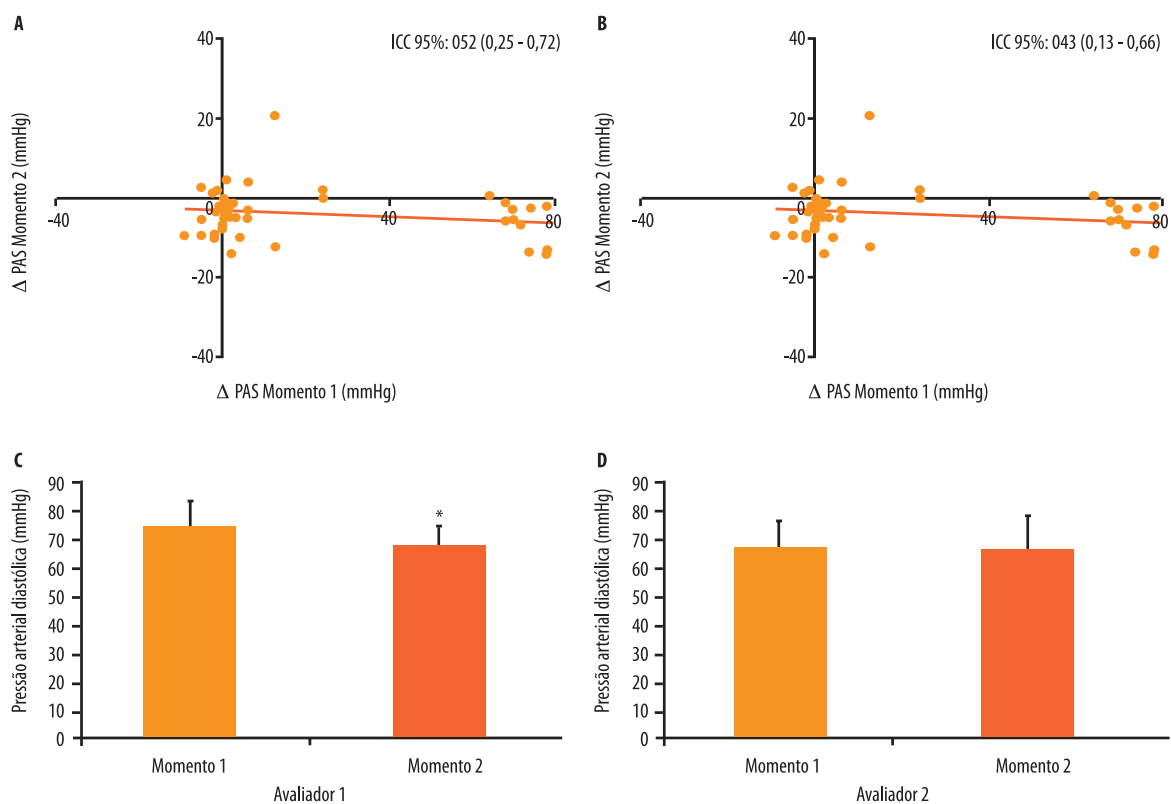 A
ICC 95%: 052 (0,25 - 0,72)
40
20
0
-20
-40
-40
40
80
Δ PAS Momento 2 (mmHg)
Δ PAS Momento 1 (mmHg)
B
ICC 95%: 043 (0,13 - 0,66)
40
20
0
-20
-40
-40
40
80
Δ PAS Momento 2 (mmHg)
Δ PAS Momento 1 (mmHg)
C
Pressão arterial diastólica (mmHg)
90
80
70
60
50
40
30
20
10
0
*
Momento 1
Momento 2
Avaliador 1
D
Pressão arterial diastólica (mmHg)
90
80
70
60
50
40
30
20
10
0
Momento 1
Momento 2
Avaliador 2